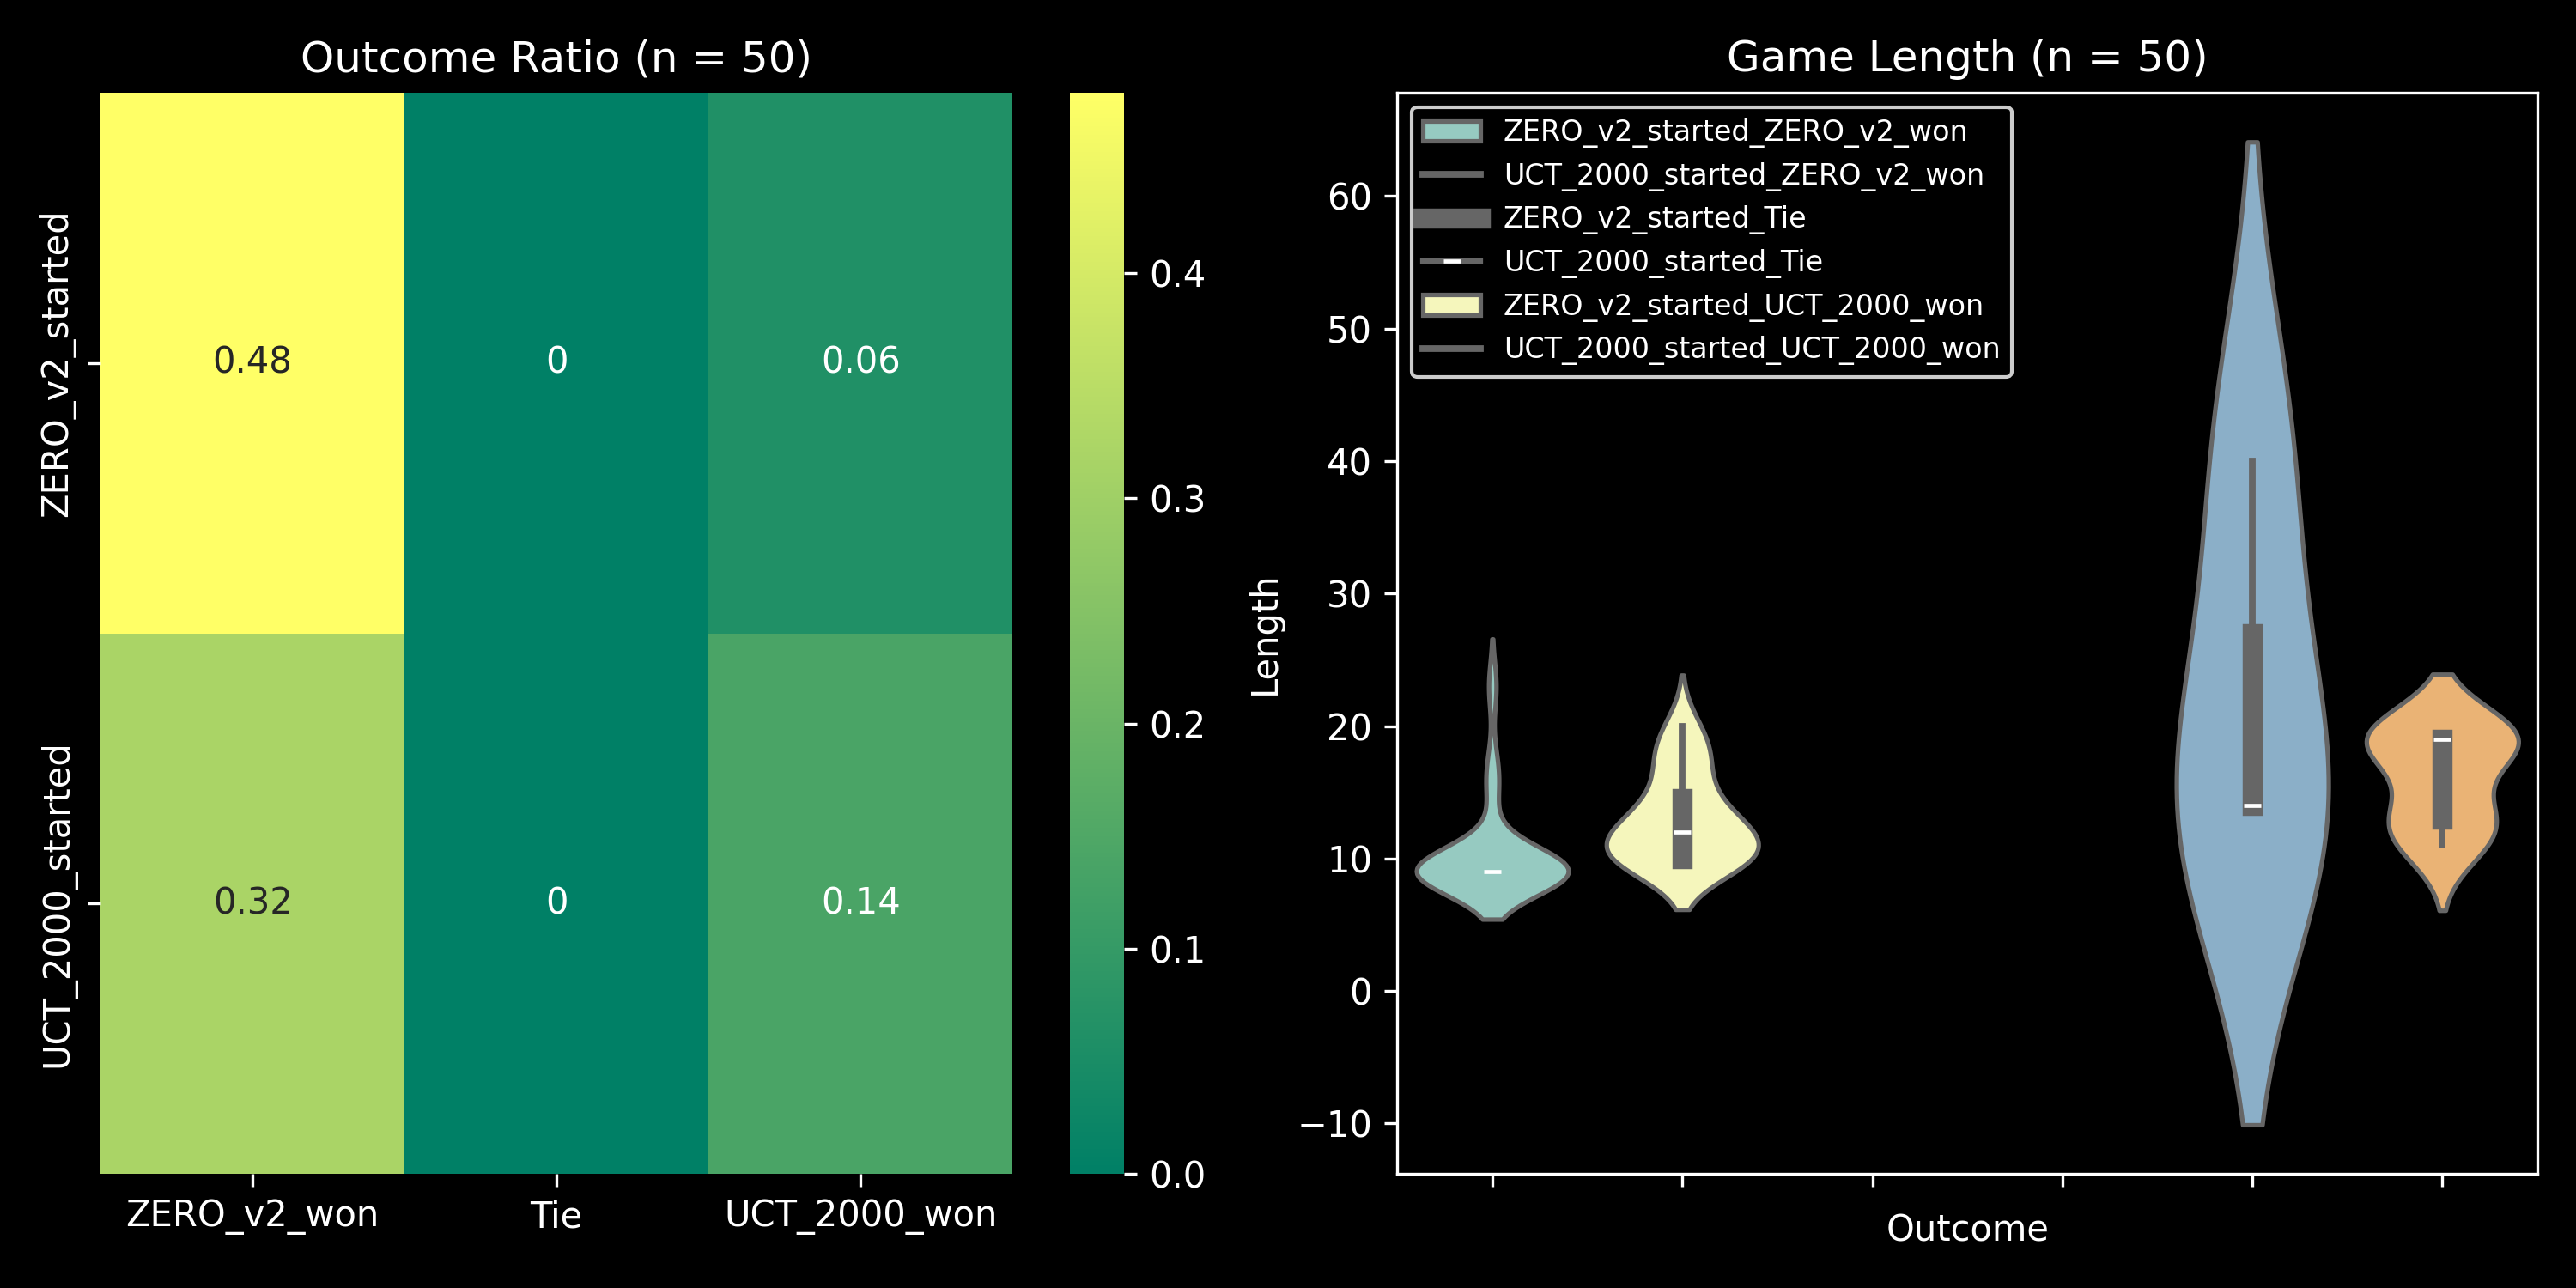 Outcome Ratio (n = 50)
ZERO_v2_started
UCT_2000_started
0.48
0
0.06
0.32
0
0.14
ZERO_v2_won
Tie
UCT_2000_won
0.4
0.3
0.2
0.1
0.0
Game Length (n = 50)
ZERO_v2_started_ZERO_v2_won
UCT_2000_started_ZERO_v2_won
ZERO_v2_started_Tie
UCT_2000_started_Tie
ZERO_v2_started_UCT_2000_won
UCT_2000_started_UCT_2000_won
Length
60
50
40
30
20
10
0
−10
Outcome